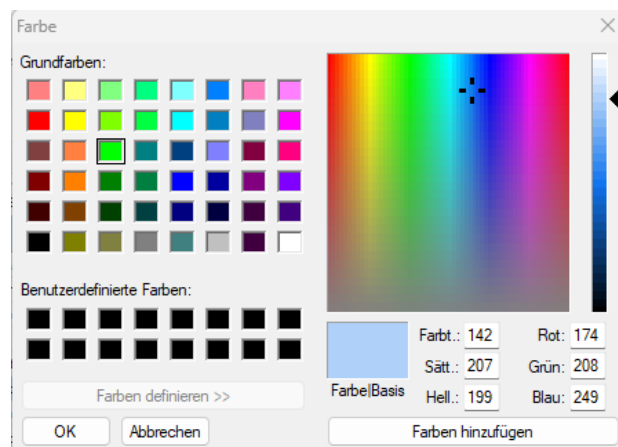 Farbe
Grundfarben:
Benutzerdefinierte Farben:
Farben definieren >>
OK
Abbrechen
Farbe|Basis
Farbt.: 142
Sätt.: 207
Hell.: 199
Rot: 174
Grün: 208
Blau: 249
Farben hinzufügen